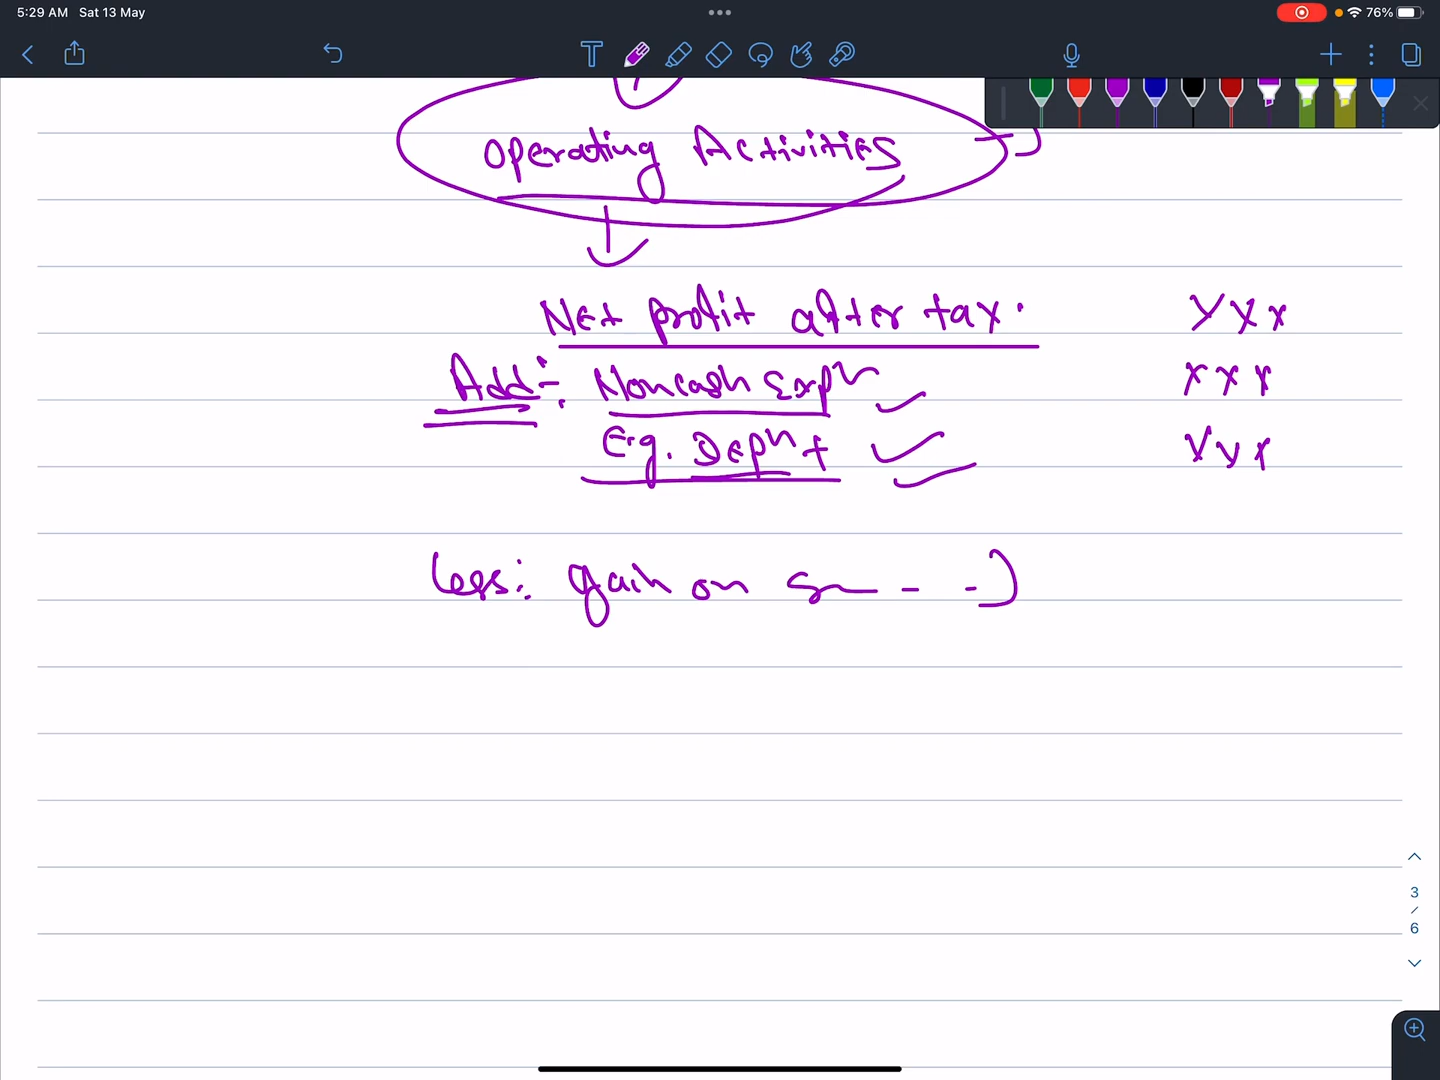 5:29 AM Sat 13 May
76%
Operating Activities
Net profit after tax. XXX
Add:- Noncash Expn XXX
E.g. Depn + XXX
Less: gain on
3
/
6